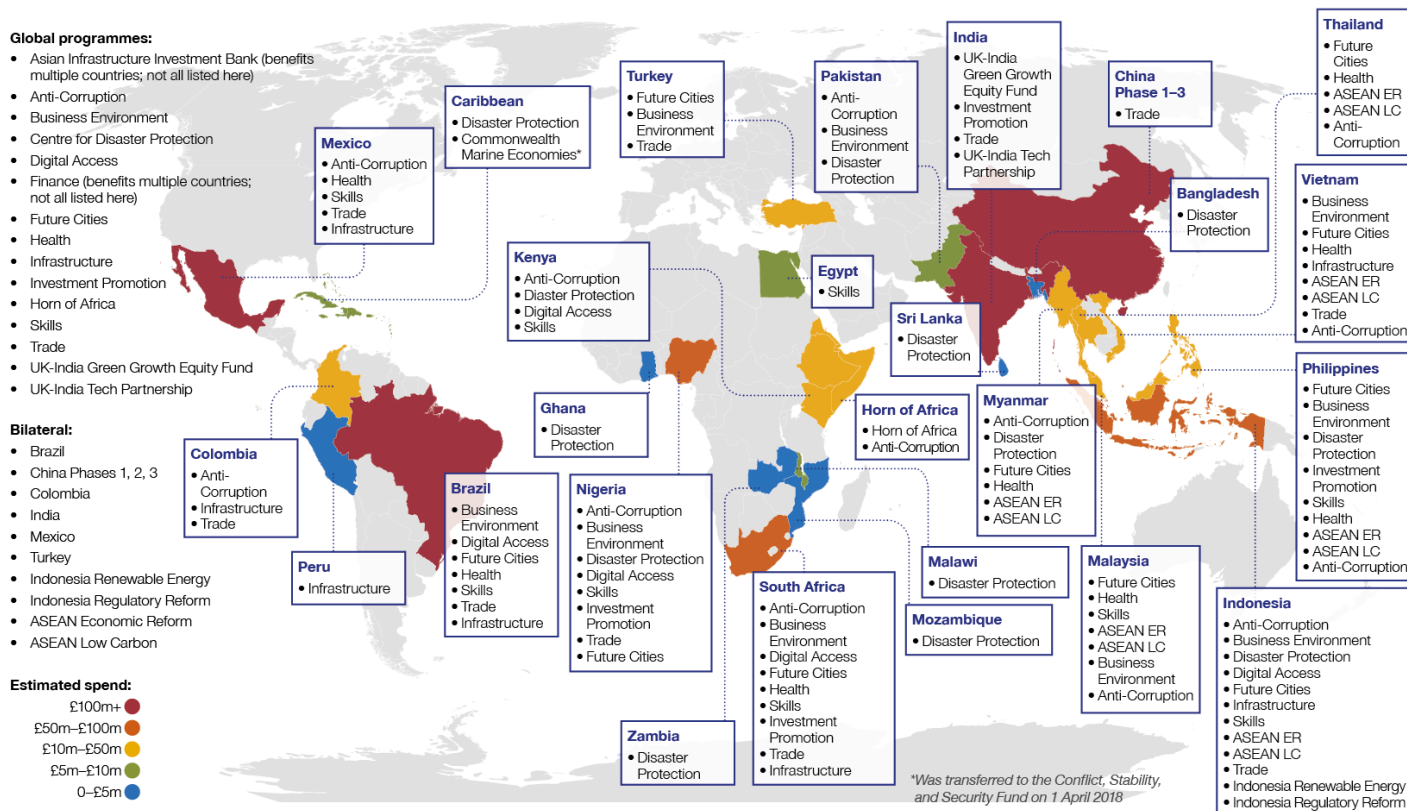 Global programmes:
• Asian Infrastructure Investment Bank (benefits
multiple countries; not all listed here)
• Anti-Corruption
• Business Environment
• Centre for Disaster Protection
• Digital Access
• Finance (benefits multiple countries;
not all listed here)
• Future Cities
• Health
• Infrastructure
• Investment Promotion
• Horn of Africa
• Skills
• Trade
• UK-India Green Growth Equity Fund
• UK-India Tech Partnership
Bilateral:
• Brazil
• China Phases 1, 2, 3
• Colombia
• India
• Mexico
• Turkey
• Indonesia Renewable Energy
• Indonesia Regulatory Reform
• ASEAN Economic Reform
• ASEAN Low Carbon
Estimated spend:
£100m+
£50m–£100m
£10m–£50m
£5m–£10m
0–£5m
Mexico
• Anti-Corruption
• Health
• Skills
• Trade
• Infrastructure
Caribbean
• Disaster Protection
• Commonwealth
Marine Economies*
Turkey
• Future Cities
• Business
Environment
• Trade
Pakistan
• Anti-
Corruption
• Business
Environment
• Disaster
Protection
India
• UK-India
Green Growth
Equity Fund
• Investment
Promotion
• Trade
• UK-India Tech
Partnership
China
Phase 1–3
• Trade
Thailand
• Future
Cities
• Health
• ASEAN ER
• ASEAN LC
• Anti-
Corruption
Bangladesh
• Disaster
Protection
Vietnam
• Business
Environment
• Future Cities
• Health
• Infrastructure
• ASEAN ER
• ASEAN LC
• Trade
• Anti-Corruption
Kenya
• Anti-Corruption
• Diaster Protection
• Digital Access
• Skills
Egypt
• Skills
Sri Lanka
• Disaster
Protection
Philippines
• Future Cities
• Business
Environment
• Disaster
Protection
• Investment
Promotion
• Skills
• Health
• ASEAN ER
• ASEAN LC
• Anti-Corruption
Ghana
• Disaster
Protection
Horn of Africa
• Horn of Africa
• Anti-Corruption
Myanmar
• Anti-Corruption
• Disaster
Protection
• Future Cities
• Health
• ASEAN ER
• ASEAN LC
Colombia
• Anti-
Corruption
• Infrastructure
• Trade
Peru
• Infrastructure
Brazil
• Business
Environment
• Digital Access
• Future Cities
• Health
• Skills
• Trade
• Infrastructure
Nigeria
• Anti-Corruption
• Business
Environment
• Disaster Protection
• Digital Access
• Skills
• Investment
Promotion
• Trade
• Future Cities
South Africa
• Anti-Corruption
• Business
Environment
• Digital Access
• Future Cities
• Health
• Skills
• Investment
Promotion
• Trade
• Infrastructure
Malawi
• Disaster Protection
Mozambique
• Disaster Protection
Malaysia
• Future Cities
• Health
• Skills
• ASEAN ER
• ASEAN LC
• Business
Environment
• Anti-Corruption
Indonesia
• Anti-Corruption
• Business Environment
• Disaster Protection
• Digital Access
• Future Cities
• Infrastructure
• Skills
• ASEAN ER
• ASEAN LC
• Trade
• Indonesia Renewable Energy
• Indonesia Regulatory Reform
Zambia
• Disaster
Protection
*Was transferred to the Conflict, Stability,
and Security Fund on 1 April 2018